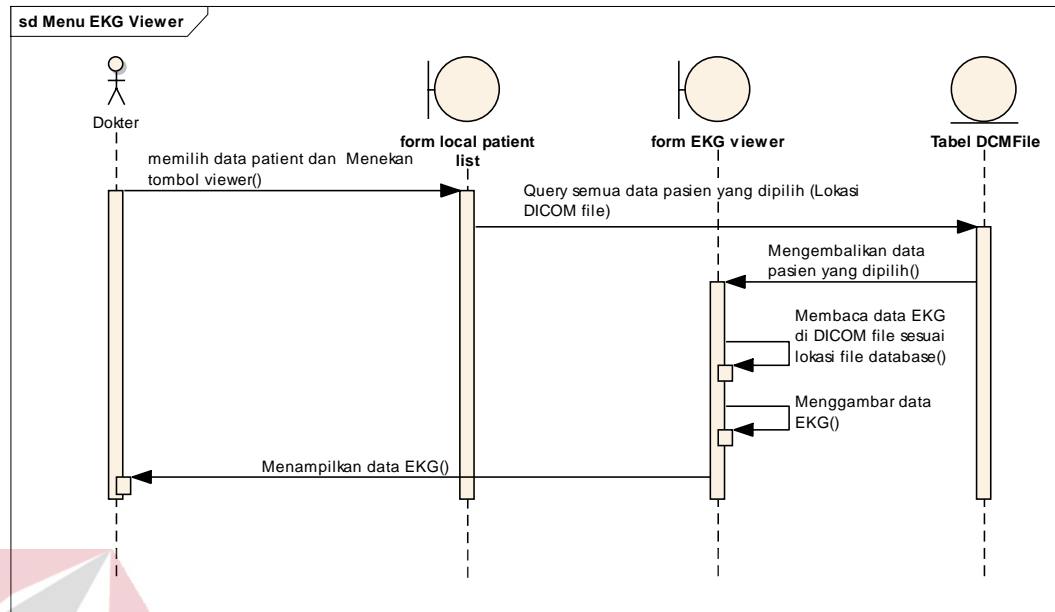 sd Menu EKG Viewer
Dokter
form local patient
list
form EKG viewer
Tabel DCMFile
memilih data patient dan Menekan
tombol viewer()
Query semua data pasien yang dipilih (Lokasi
DICOM file)
Mengembalikan data
pasien yang dipilih()
Membaca data EKG
di DICOM file sesuai
lokasi file database()
Menggambar data
EKG()
Menampilkan data EKG()